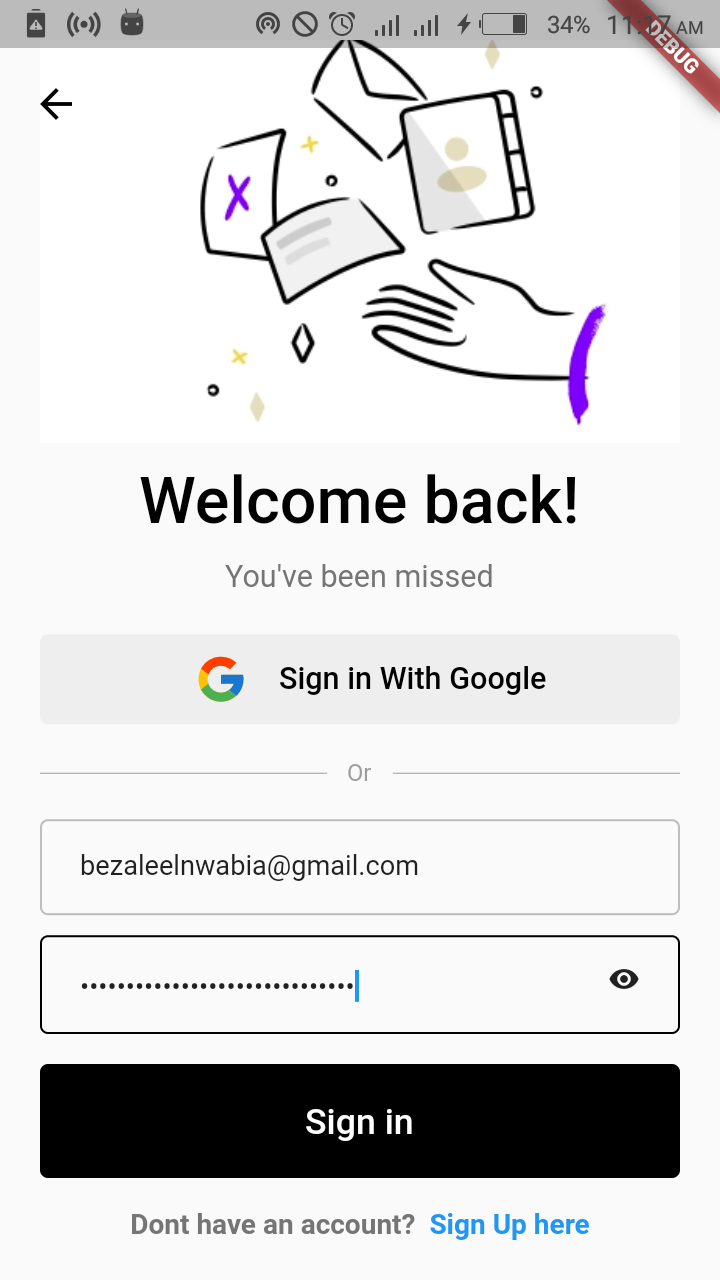 34% 11:17 AM
DEBUG
Welcome back!
You've been missed
Sign in With Google
Or
bezaleelnwabia@gmail.com
••••••••••••••••••••••••••••••
Sign in
Dont have an account? Sign Up here